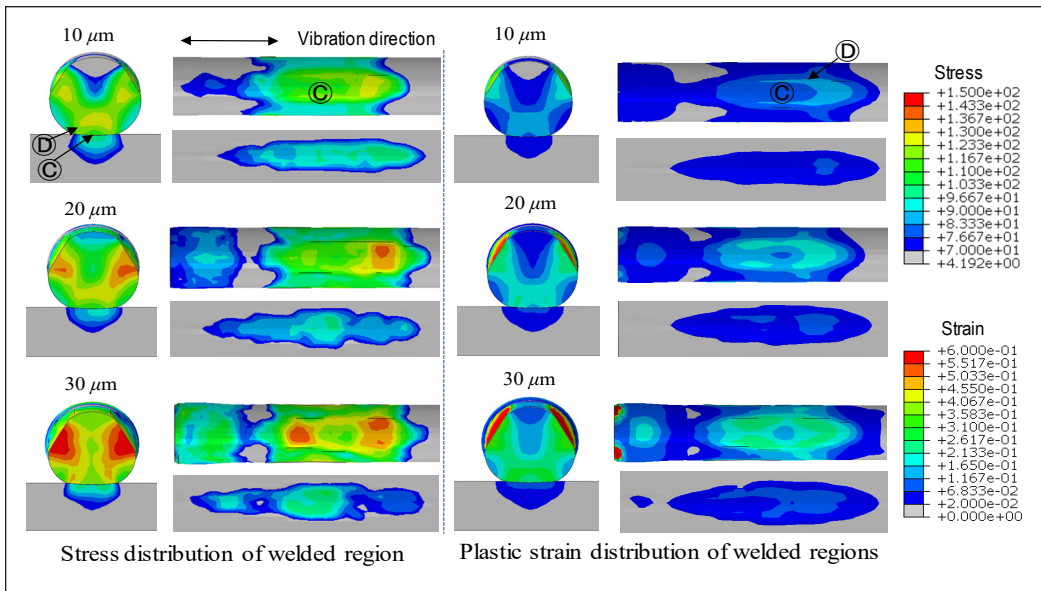 10 μm
Vibration direction
Ⓒ
Ⓓ
Ⓒ
10 μm
Ⓓ
Ⓒ
20 μm
20 μm
30 μm
30 μm
Stress
+1.500e+02
+1.433e+02
+1.367e+02
+1.300e+02
+1.233e+02
+1.167e+02
+1.100e+02
+1.033e+02
+9.667e+01
+9.000e+01
+8.333e+01
+7.667e+01
+7.000e+01
+4.192e+00
Strain
+6.000e-01
+5.517e-01
+5.033e-01
+4.550e-01
+4.067e-01
+3.583e-01
+3.100e-01
+2.617e-01
+2.133e-01
+1.650e-01
+1.167e-01
+6.833e-02
+2.000e-02
+0.000e+00
Stress distribution of welded region
Plastic strain distribution of welded regions